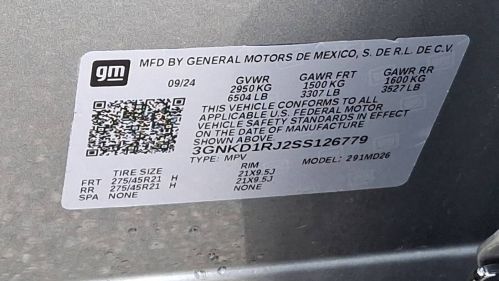 gm
MFD BY GENERAL MOTORS DE MEXICO, S. DE R.L. DE C.V.
09/24 GVWR GAWR FRT GAWR RR
2950 KG 1500 KG 1600 KG
6504 LB 3307 LB 3527 LB
THIS VEHICLE CONFORMS TO ALL
APPLICABLE U.S. FEDERAL MOTOR
VEHICLE SAFETY STANDARDS IN EFFECT
ON THE DATE OF MANUFACTURE
SHOWN ABOVE.
3GNKD1RJ2SS126779
TYPE: MPV MODEL: 291MD26
TIRE SIZE RIM
FRT 275/45R21 H 21X9.5J
RR 275/45R21 H 21X9.5J
SPA NONE NONE